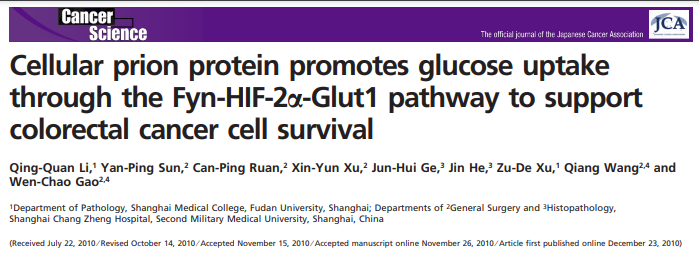 Cancer
Science
The official journal of the Japanese Cancer Association
JCA
Cellular prion protein promotes glucose uptake
through the Fyn-HIF-2α-Glut1 pathway to support
colorectal cancer cell survival
Qing-Quan Li,¹ Yan-Ping Sun,² Can-Ping Ruan,² Xin-Yun Xu,² Jun-Hui Ge,³ Jin He,³ Zu-De Xu,¹ Qiang Wang²,⁴ and
Wen-Chao Gao²,⁴
¹Department of Pathology, Shanghai Medical College, Fudan University, Shanghai; Departments of ²General Surgery and ³Histopathology,
Shanghai Chang Zheng Hospital, Second Military Medical University, Shanghai, China
(Received July 22, 2010 ⁄ Revised October 14, 2010 ⁄ Accepted November 15, 2010 ⁄ Accepted manuscript online November 26, 2010 ⁄ Article first published online December 23, 2010)